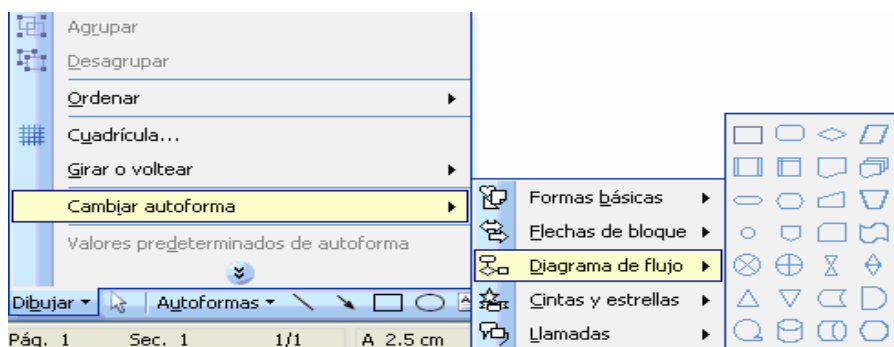 Agrupar
Desagrupar
Ordenar
Cuadrícula...
Girar o voltear
Cambiar autoforma
Valores predeterminados de autoforma
Formas básicas
Flechas de bloque
Diagrama de flujo
Cintas y estrellas
Llamadas
Dibujar Autoformas
Pág. 1 Sec. 1 1/1 A 2.5 cm